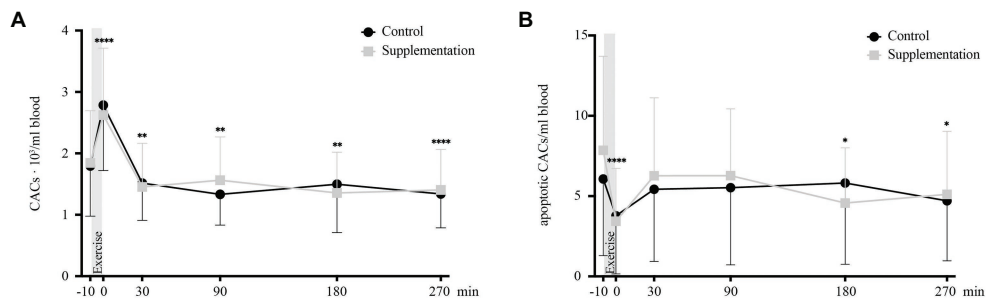 A
CACs · 10³/ml blood
4
3
2
1
0
Exercise
****
**
**
**
****
Control
Supplementation
-10 0 30 90 180 270 min
B
apoptotic CACs/ml blood
15
10
5
0
Exercise
****
*
*
Control
Supplementation
-10 0 30 90 180 270 min